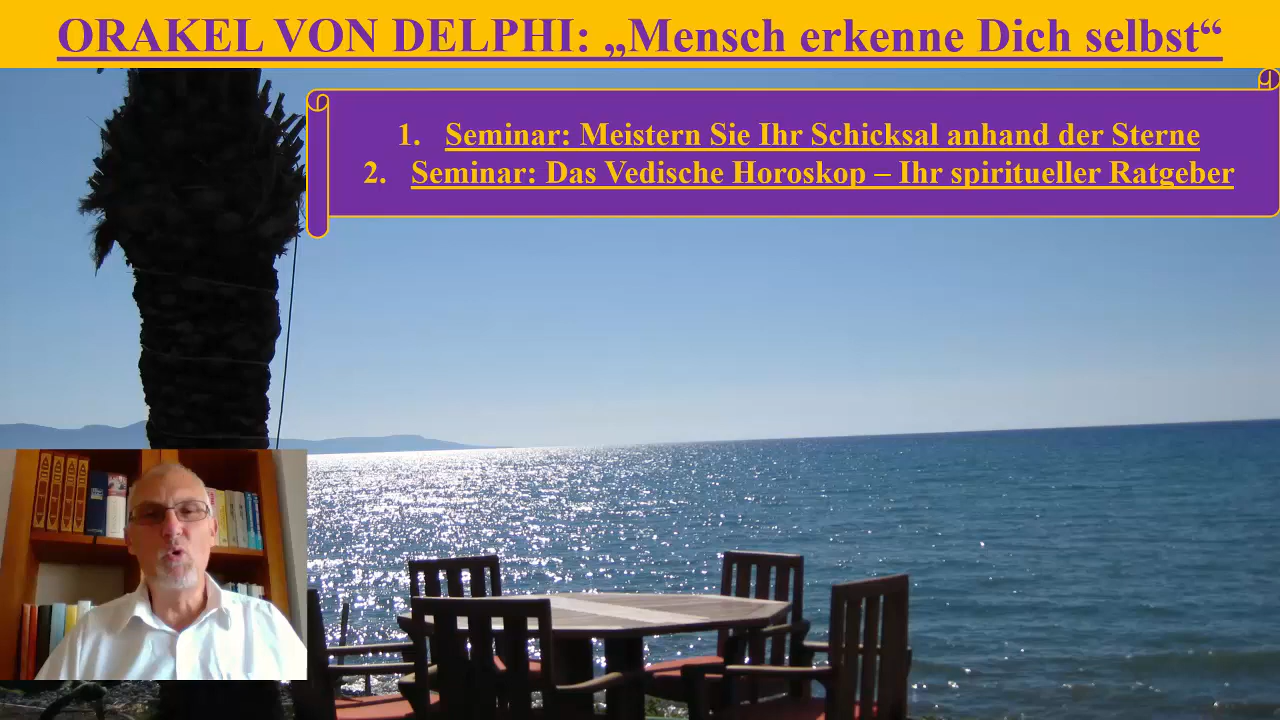 ORAKEL VON DELPHI: „Mensch erkenne Dich selbst“
1. Seminar: Meistern Sie Ihr Schicksal anhand der Sterne
2. Seminar: Das Vedische Horoskop – Ihr spiritueller Ratgeber